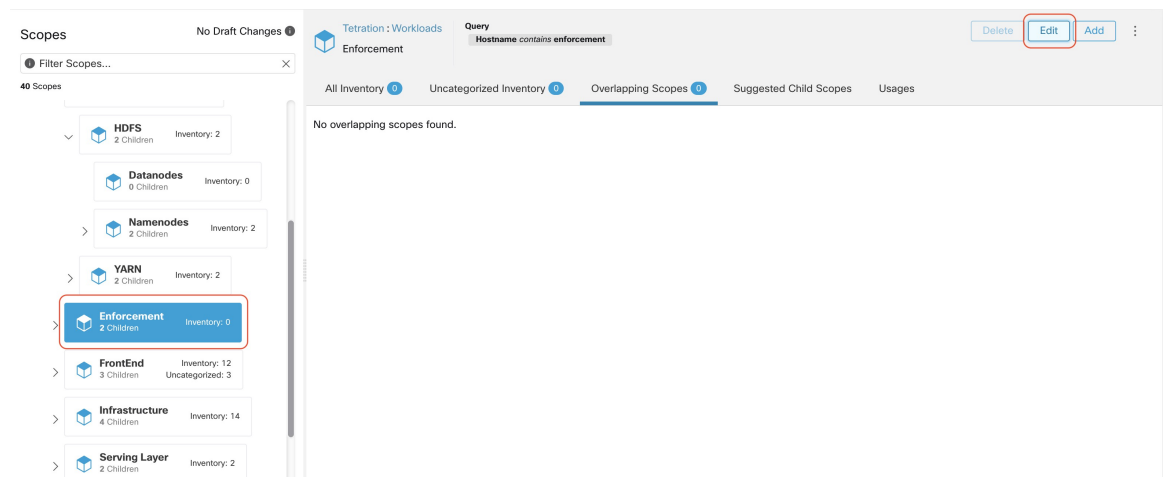 Scopes
No Draft Changes
Filter Scopes...
40 Scopes
HDFS
2 Children
Inventory: 2
Datanodes
0 Children
Inventory: 0
Namenodes
2 Children
Inventory: 2
YARN
2 Children
Inventory: 2
Enforcement
2 Children
Inventory: 0
FrontEnd
3 Children
Inventory: 12
Uncategorized: 3
Infrastructure
4 Children
Inventory: 14
Serving Layer
2 Children
Inventory: 2
Tetration : Workloads
Enforcement
Query
Hostname contains enforcement
Delete
Edit
Add
All Inventory 0
Uncategorized Inventory 0
Overlapping Scopes 0
Suggested Child Scopes
Usages
No overlapping scopes found.